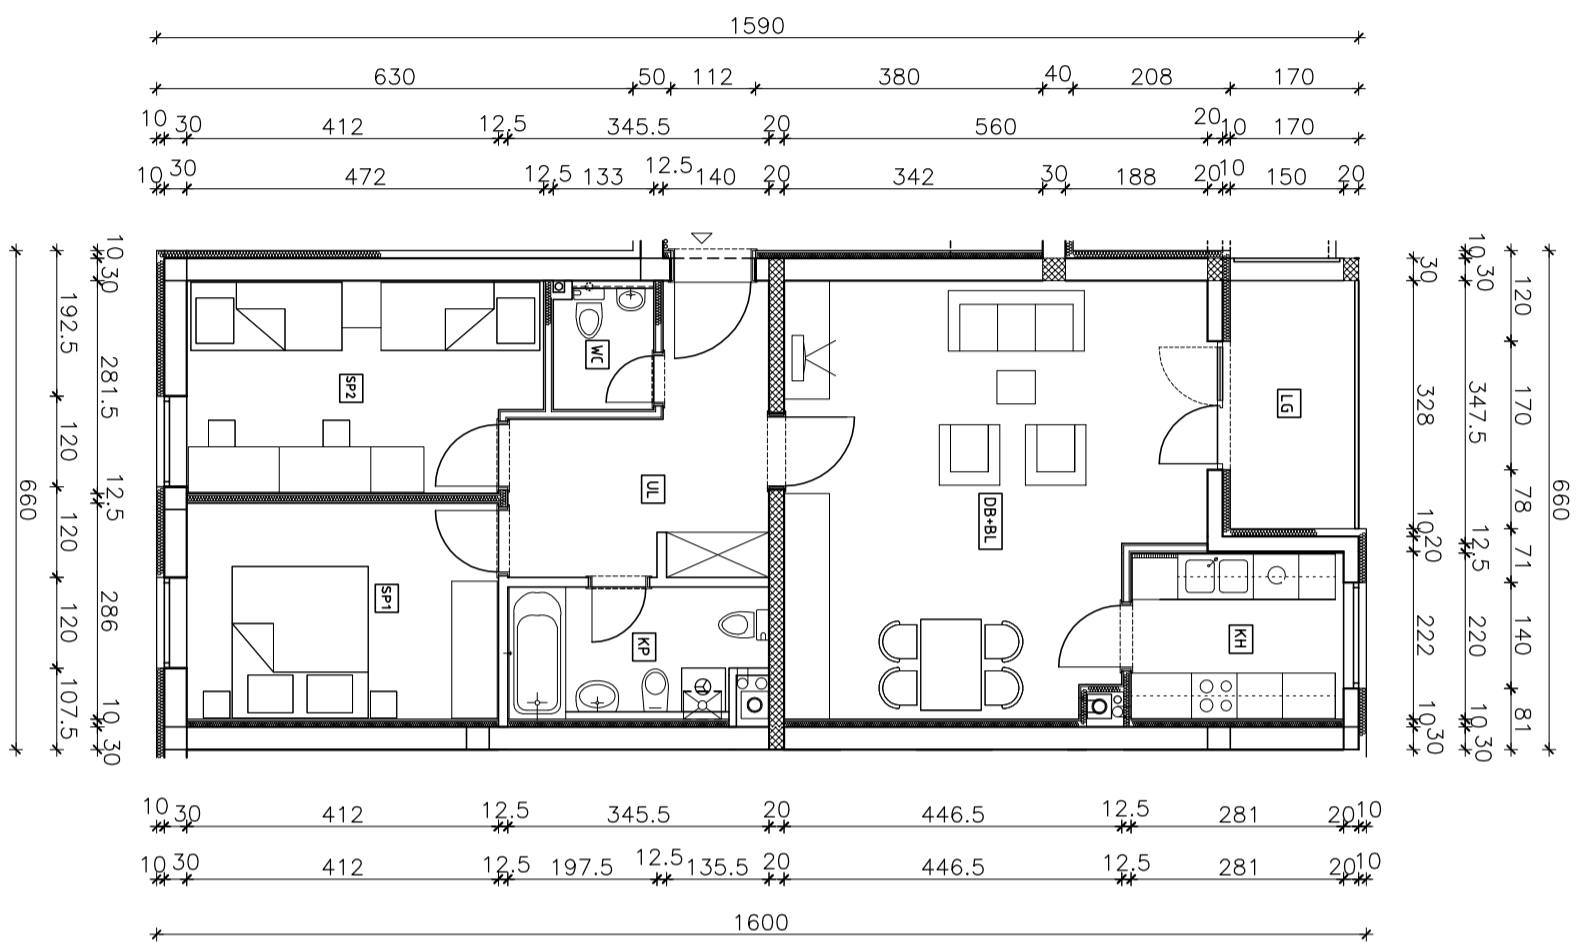 1590
630 50 112 380 40 208 170
10 30 412 12.5 345.5 20 560 20 10 170
10 30 472 12.5 133 12.5 140 20 342 30 188 20 10 150 20
660
192.5 120 120 120 107.5
10 30 281.5 12.5 286 10 30
SP2
WC
UL
SP1
KP
DB+BL
LG
KH
30 328 10 20 222 10 30
10 30 347.5 12.5 220 10 30
120 170 78 71 140 81
660
10 30 412 12.5 345.5 20 446.5 12.5 281 20 10
10 30 412 12.5 197.5 12.5 135.5 20 446.5 12.5 281 20 10
1600